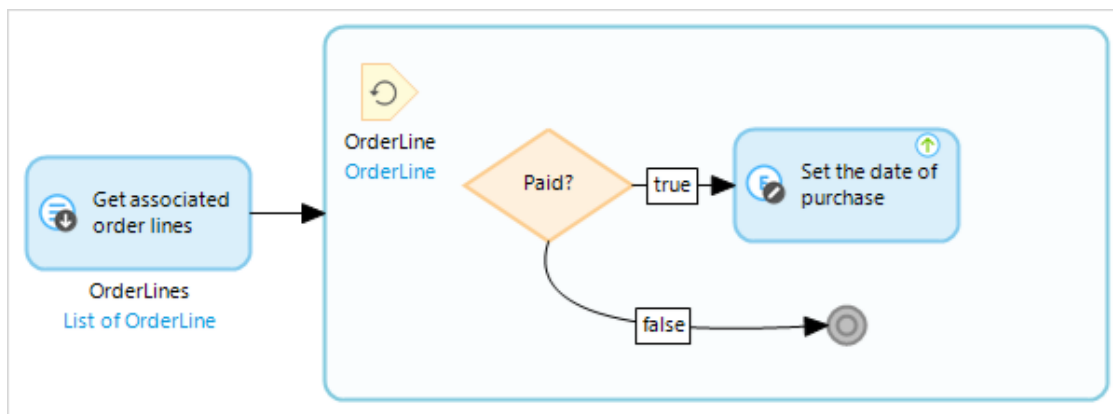 Get associated
order lines
OrderLines
List of OrderLine
OrderLine
OrderLine
Paid?
true
false
E
Set the date of
purchase